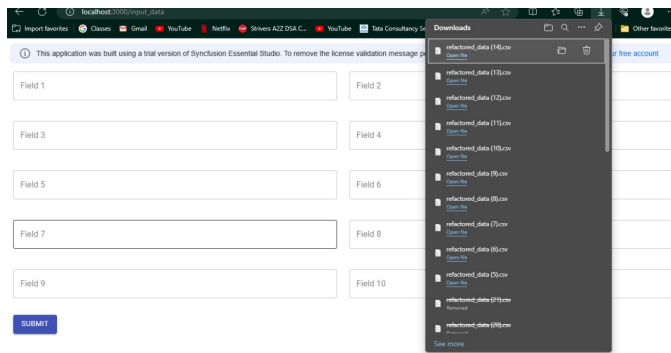 localhost:3000/input_data
Import favorites
Classes
Gmail
YouTube
Netflix
Strivers AZZ DSA C...
YouTube
Tata Consultancy Se
Other favorites
This application was built using a trial version of Syncfusion Essential Studio. To remove the license validation message pe
ur free account
Downloads
refactored_data (14).csv
Open file
refactored_data (13).csv
Open file
refactored_data (12).csv
Open file
refactored_data (11).csv
Open file
refactored_data (10).csv
Open file
refactored_data (9).csv
Open file
refactored_data (8).csv
Open file
refactored_data (7).csv
Open file
refactored_data (6).csv
Open file
refactored_data (5).csv
Open file
refactored_data (21).csv
Removed
refactored_data (20).csv
See more
Field 1
Field 2
Field 3
Field 4
Field 5
Field 6
Field 7
Field 8
Field 9
Field 10
SUBMIT